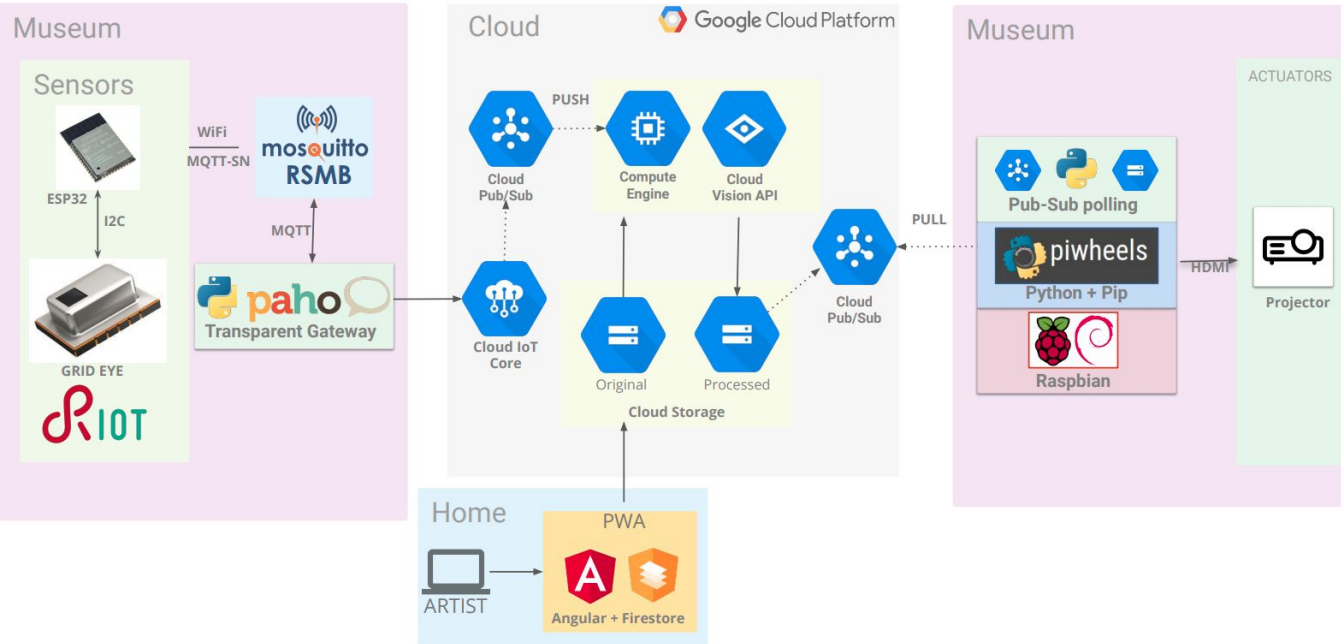 Museum
Sensors
ESP32
I2C
GRID EYE
RIOT
WiFi
MQTT-SN
mosquitto
RSMB
MQTT
paho
Transparent Gateway
Cloud
Google Cloud Platform
PUSH
Cloud
Pub/Sub
Compute
Engine
Cloud
Vision API
Cloud IoT
Core
Original
Processed
Cloud Storage
Cloud
Pub/Sub
PULL
Home
ARTIST
PWA
Angular + Firestore
Museum
ACTUATORS
Pub-Sub polling
piwheels
Python + Pip
Raspbian
HDMI
Projector